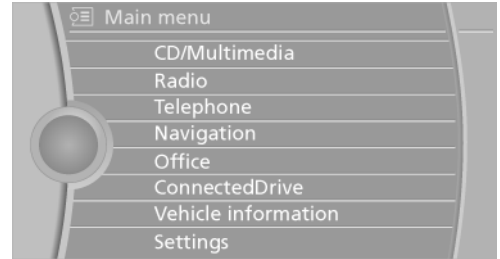 Main menu
CD/Multimedia
Radio
Telephone
Navigation
Office
ConnectedDrive
Vehicle information
Settings